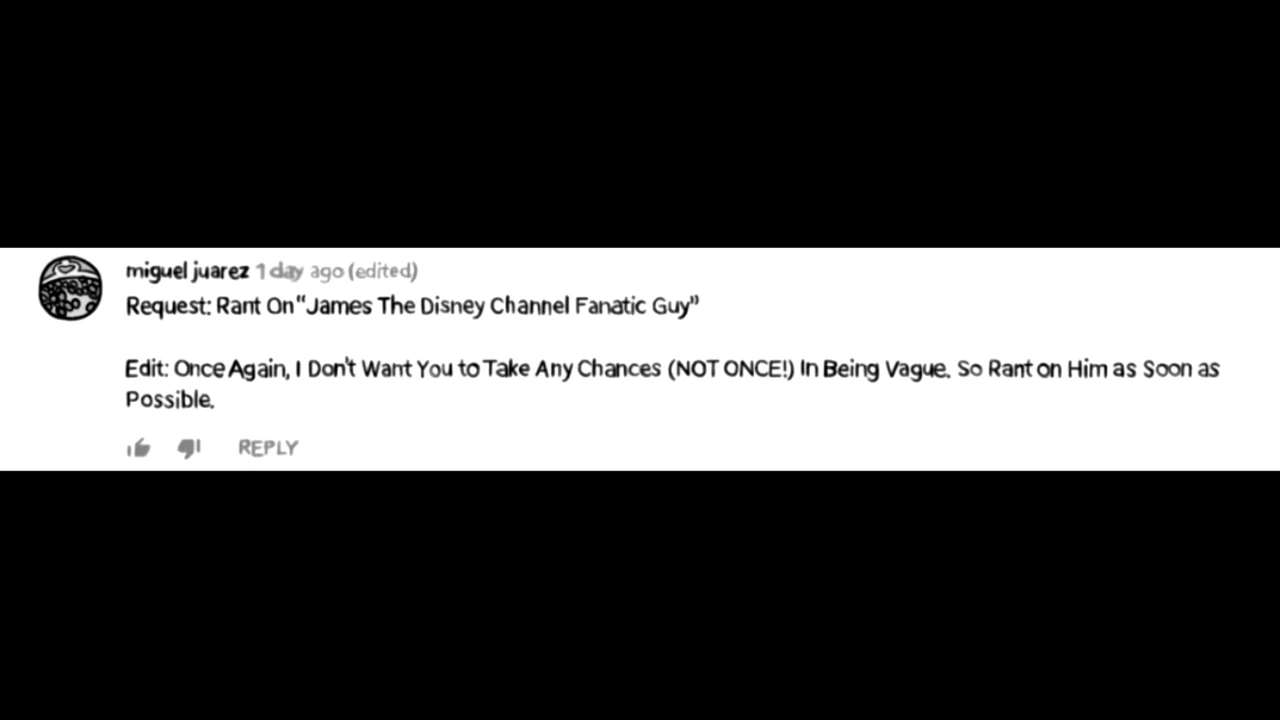 miguel juarez 1 day ago (edited)
Request: Rant On "James The Disney Channel Fanatic Guy"
Edit: Once Again, I Don't Want You to Take Any Chances (NOT ONCE!) In Being Vague. So Rant on Him as Soon as
Possible.
REPLY